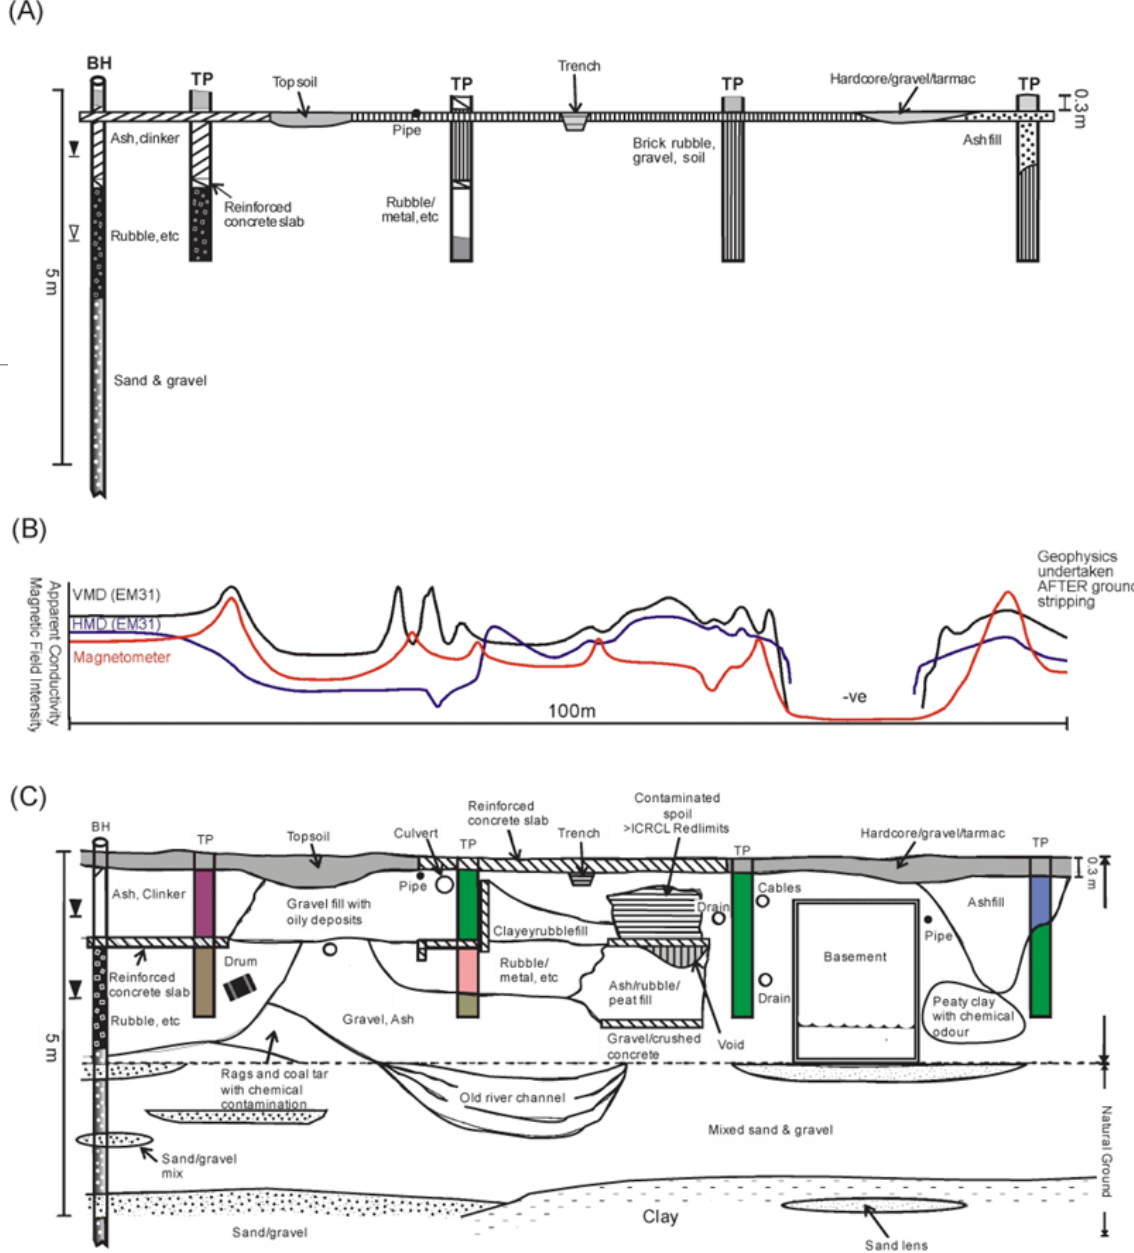 (A)
BH
TP
Topsoil
TP
Trench
TP
Hardcore/gravel/tarmac
TP
0.3m
Pipe
Ash, clinker
Brick rubble,
gravel, soil
Ash fill
Reinforced
concrete slab
Rubble/
metal, etc
Rubble, etc
5 m
Sand & gravel
(B)
Geophysics
undertaken
AFTER ground
stripping
Apparent Conductivity
Magnetic Field Intensity
VMD (EM31)
HMD (EM31)
Magnetometer
-ve
100m
(C)
Contaminated
spoil
>ICRCL Redlimits
Reinforced
concrete slab
BH
TP
Topsoil
Culvert
TP
Trench
TP
Hardcore/gravel/tarmac
TP
0.3 m
Pipe
Cables
Ash, Clinker
Gravel fill with
oily deposits
Drain
Ashfill
Clayeyrubblefill
Pipe
Drum
Rubble/
metal, etc
Basement
Reinforced
concrete slab
Ash/rubble/
peat fill
Drain
Peaty clay
with chemical
odour
Rubble, etc
Gravel, Ash
5 m
Gravel/crushed
concrete
Void
Rags and coal tar
with chemical
contamination
Old river channel
Mixed sand & gravel
Natural Ground
Sand/gravel
mix
Clay
Sand/gravel
Sand lens